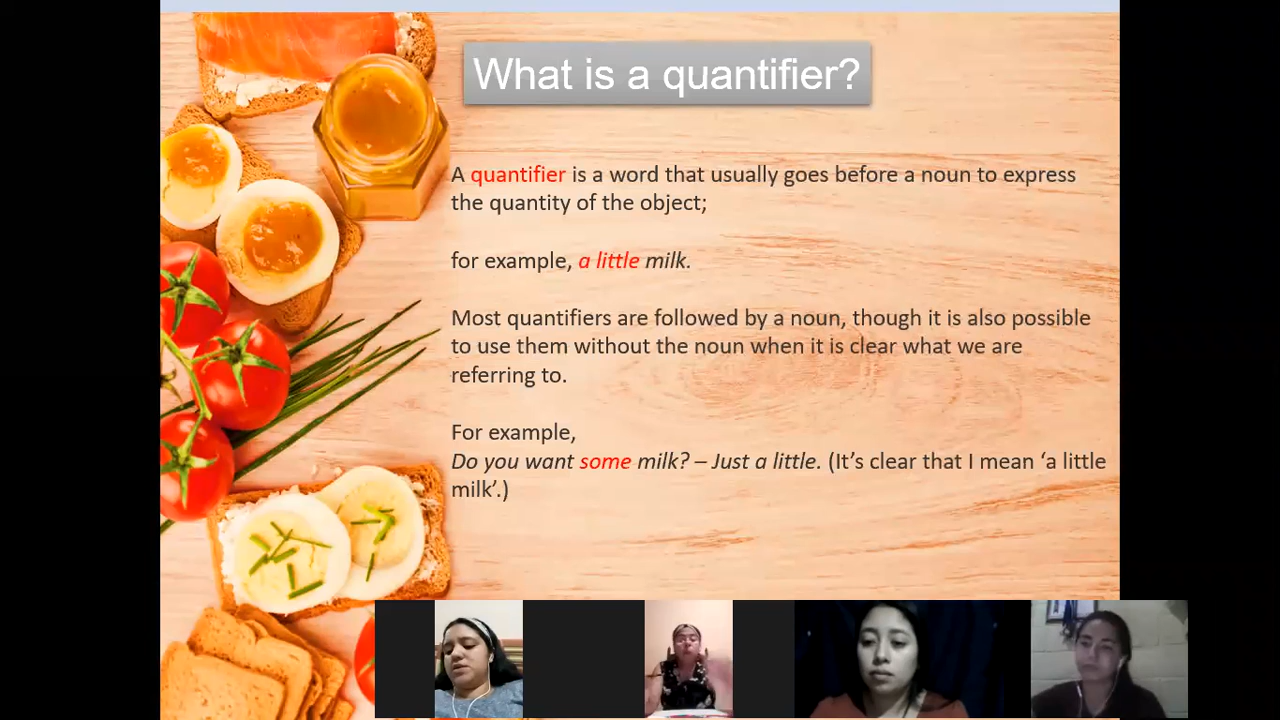 What is a quantifier?
A quantifier is a word that usually goes before a noun to express
the quantity of the object;
for example, a little milk.
Most quantifiers are followed by a noun, though it is also possible
to use them without the noun when it is clear what we are
referring to.
For example,
Do you want some milk? – Just a little. (It’s clear that I mean ‘a little
milk’.)